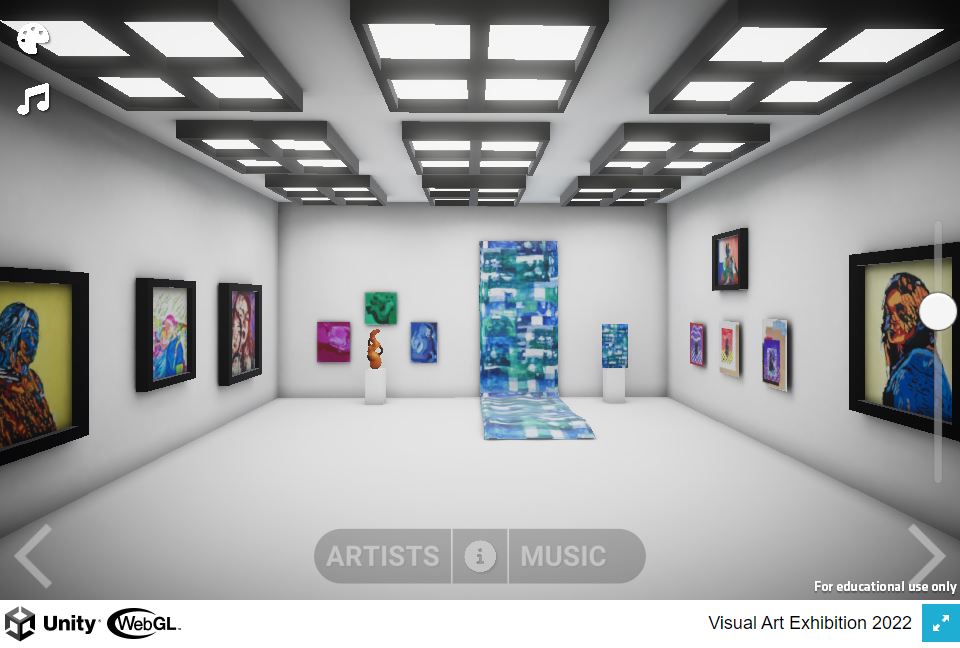 ARTISTS i MUSIC
For educational use only
Unity WebGL Visual Art Exhibition 2022